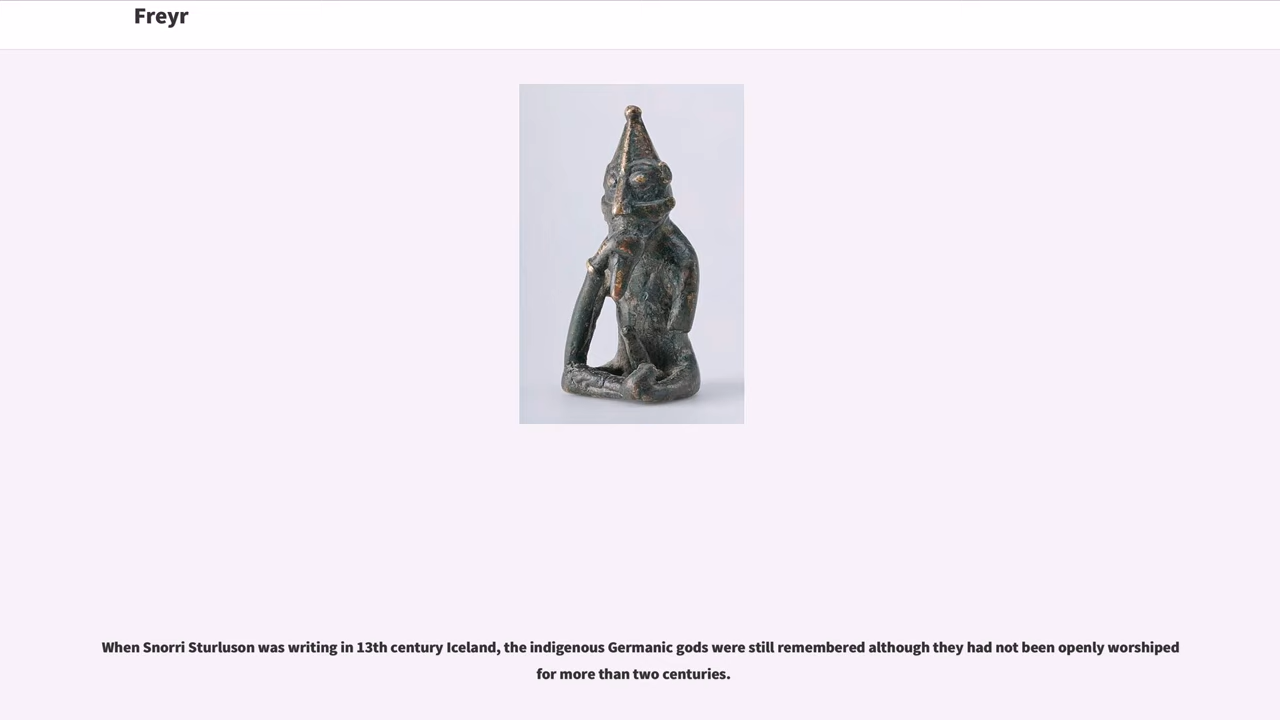 Freyr
When Snorri Sturluson was writing in 13th century Iceland, the indigenous Germanic gods were still remembered although they had not been openly worshiped
for more than two centuries.